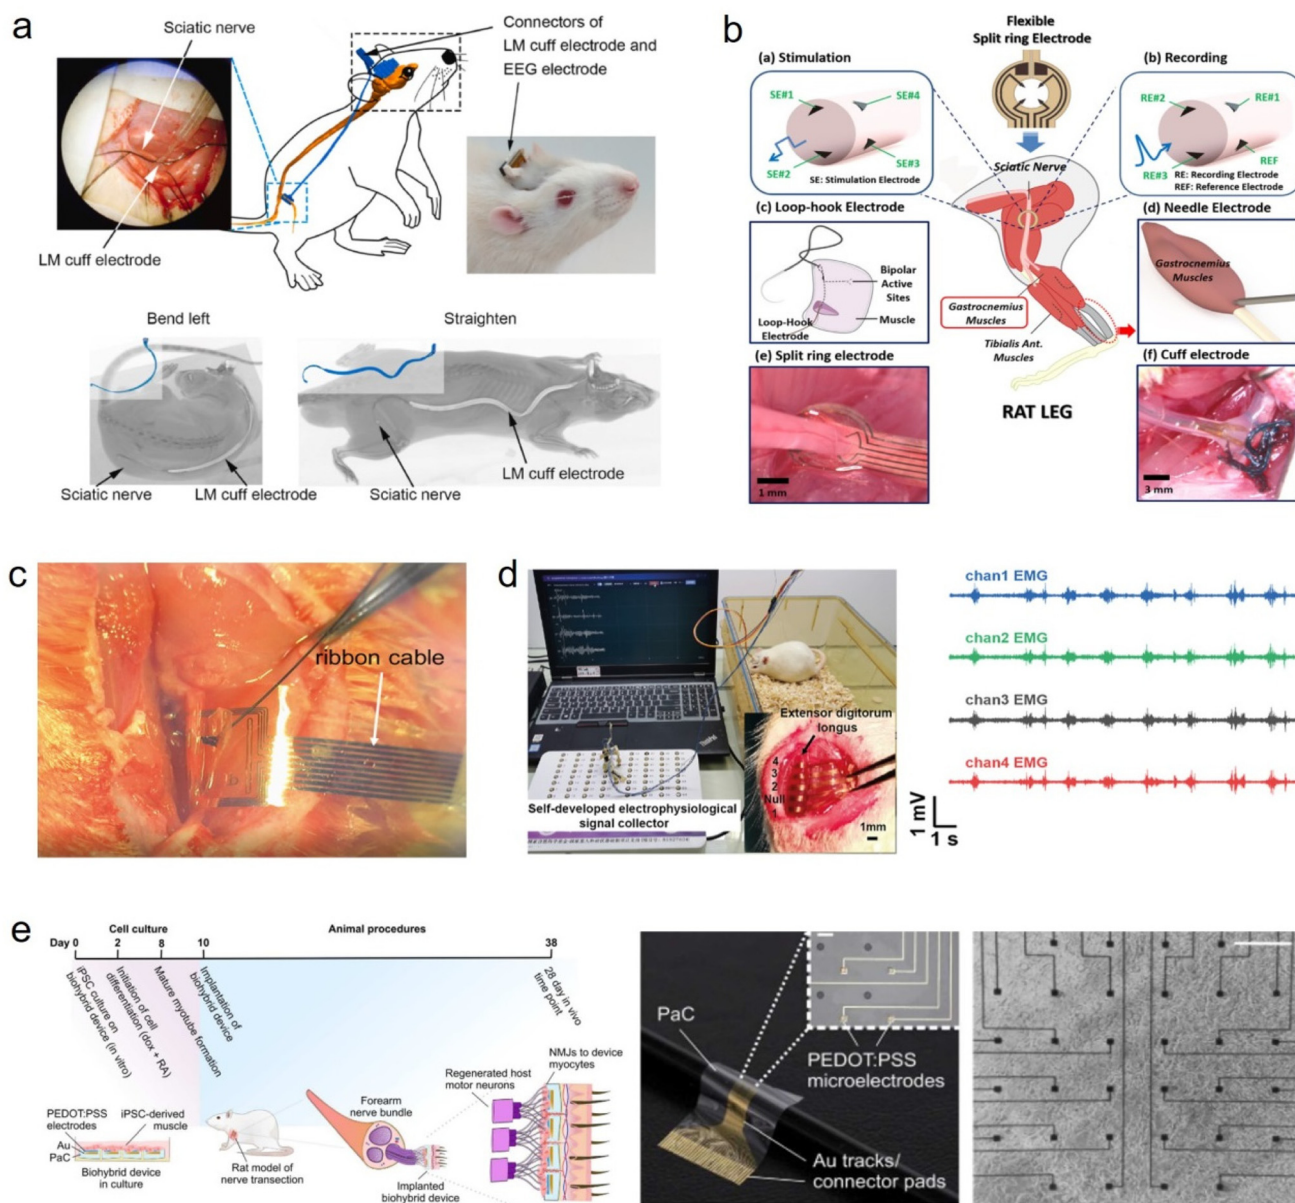 a
Sciatic nerve
LM cuff electrode
Connectors of
LM cuff electrode and
EEG electrode
Bend left
Straighten
Sciatic nerve
LM cuff electrode
Sciatic nerve
LM cuff electrode
b
Flexible
Split ring Electrode
(a) Stimulation
SE#1
SE#4
SE#2
SE#3
SE: Stimulation Electrode
(b) Recording
RE#2
RE#1
RE#3
REF
RE: Recording Electrode
REF: Reference Electrode
Sciatic Nerve
(c) Loop-hook Electrode
Bipolar
Active
Sites
Muscle
Loop-Hook
Electrode
(d) Needle Electrode
Gastrocnemius
Muscles
Gastrocnemius
Muscles
Tibialis Ant.
Muscles
RAT LEG
(e) Split ring electrode
1 mm
(f) Cuff electrode
3 mm
c
ribbon cable
d
Extensor digitorum
longus
4
3
2
Null
1
1mm
Self-developed electrophysiological
signal collector
ThinkPad
chan1 EMG
chan2 EMG
chan3 EMG
chan4 EMG
1 mV
1 s
e
Cell culture
Animal procedures
Day 0 2 8 10 38
iPSC culture on
biohybrid device (in vitro)
Initiation of cell
differentiation (dox + RA)
Mature myotube formation
Implantation of
biohybrid device
28 day in vivo
time point
PEDOT:PSS
electrodes
iPSC-derived
muscle
Au
PaC
Biohybrid device
in culture
Rat model of
nerve transection
Forearm
nerve bundle
Implanted
biohybrid device
Regenerated host
motor neurons
NMJs to device
myocytes
PaC
PEDOT:PSS
microelectrodes
Au tracks/
connector pads